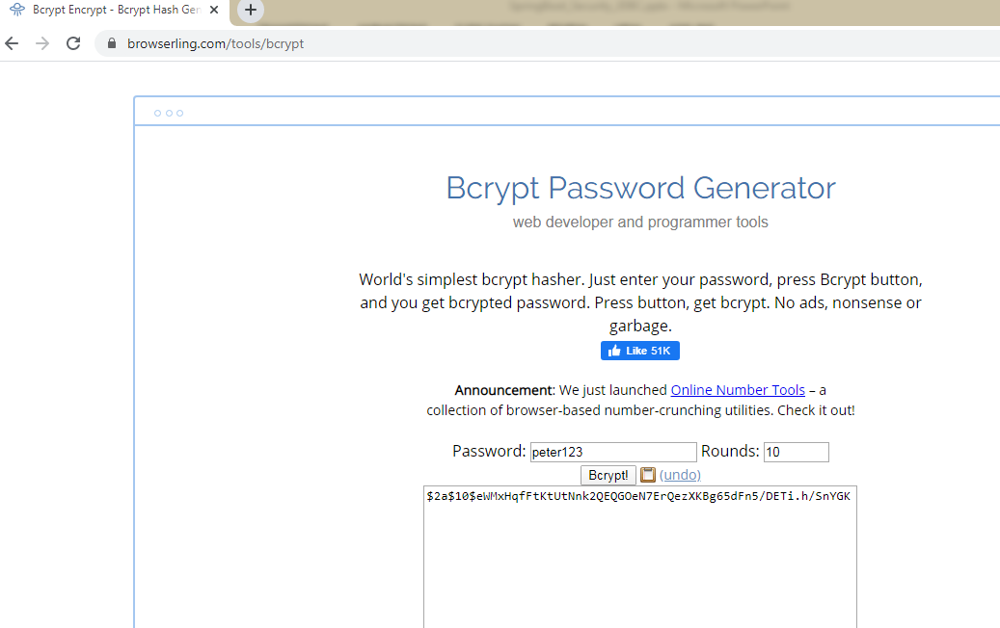 Bcrypt Encrypt - Bcrypt Hash Gen
browserling.com/tools/bcrypt
Bcrypt Password Generator
web developer and programmer tools
World's simplest bcrypt hasher. Just enter your password, press Bcrypt button,
and you get bcrypted password. Press button, get bcrypt. No ads, nonsense or
garbage.
Like 51K
Announcement: We just launched Online Number Tools – a
collection of browser-based number-crunching utilities. Check it out!
Password: peter123 Rounds: 10
Bcrypt! (undo)
$2a$10$eWMxHqfFtKtUtNnk2QEQGOeN7ErQezXKBg65dFn5/DETi.h/SnYGK